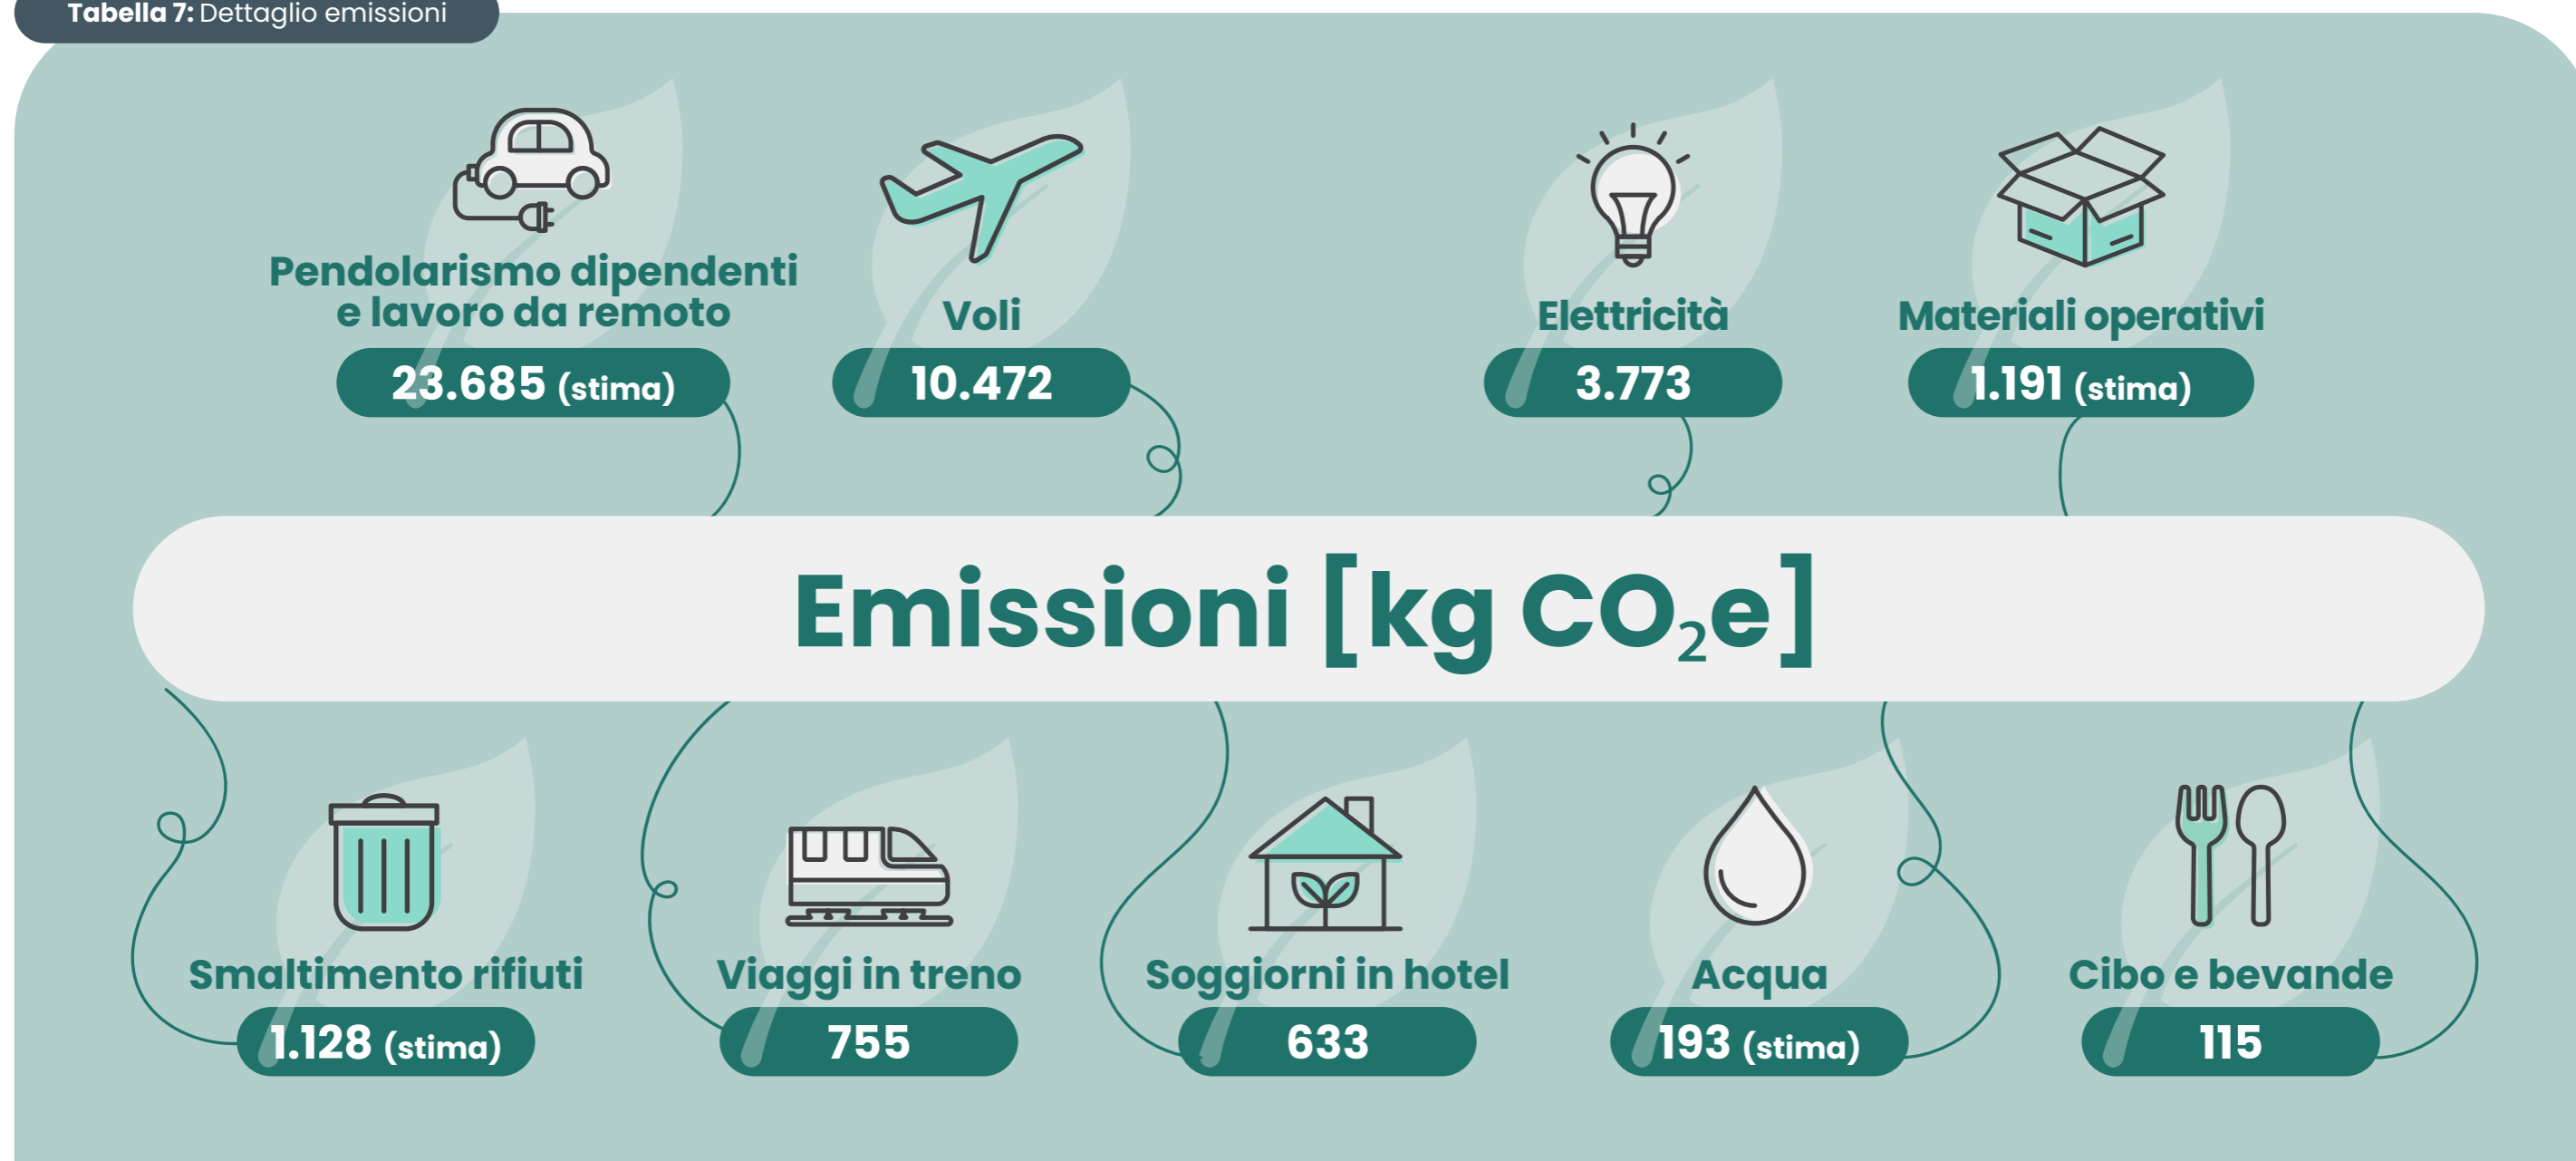 Tabella 7: Dettaglio emissioni
Pendolarismo dipendenti
e lavoro da remoto
23.685 (stima)
Voli
10.472
Elettricità
3.773
Materiali operativi
1.191 (stima)
Emissioni [kg CO₂e]
Smaltimento rifiuti
1.128 (stima)
Viaggi in treno
755
Soggiorni in hotel
633
Acqua
193 (stima)
Cibo e bevande
115